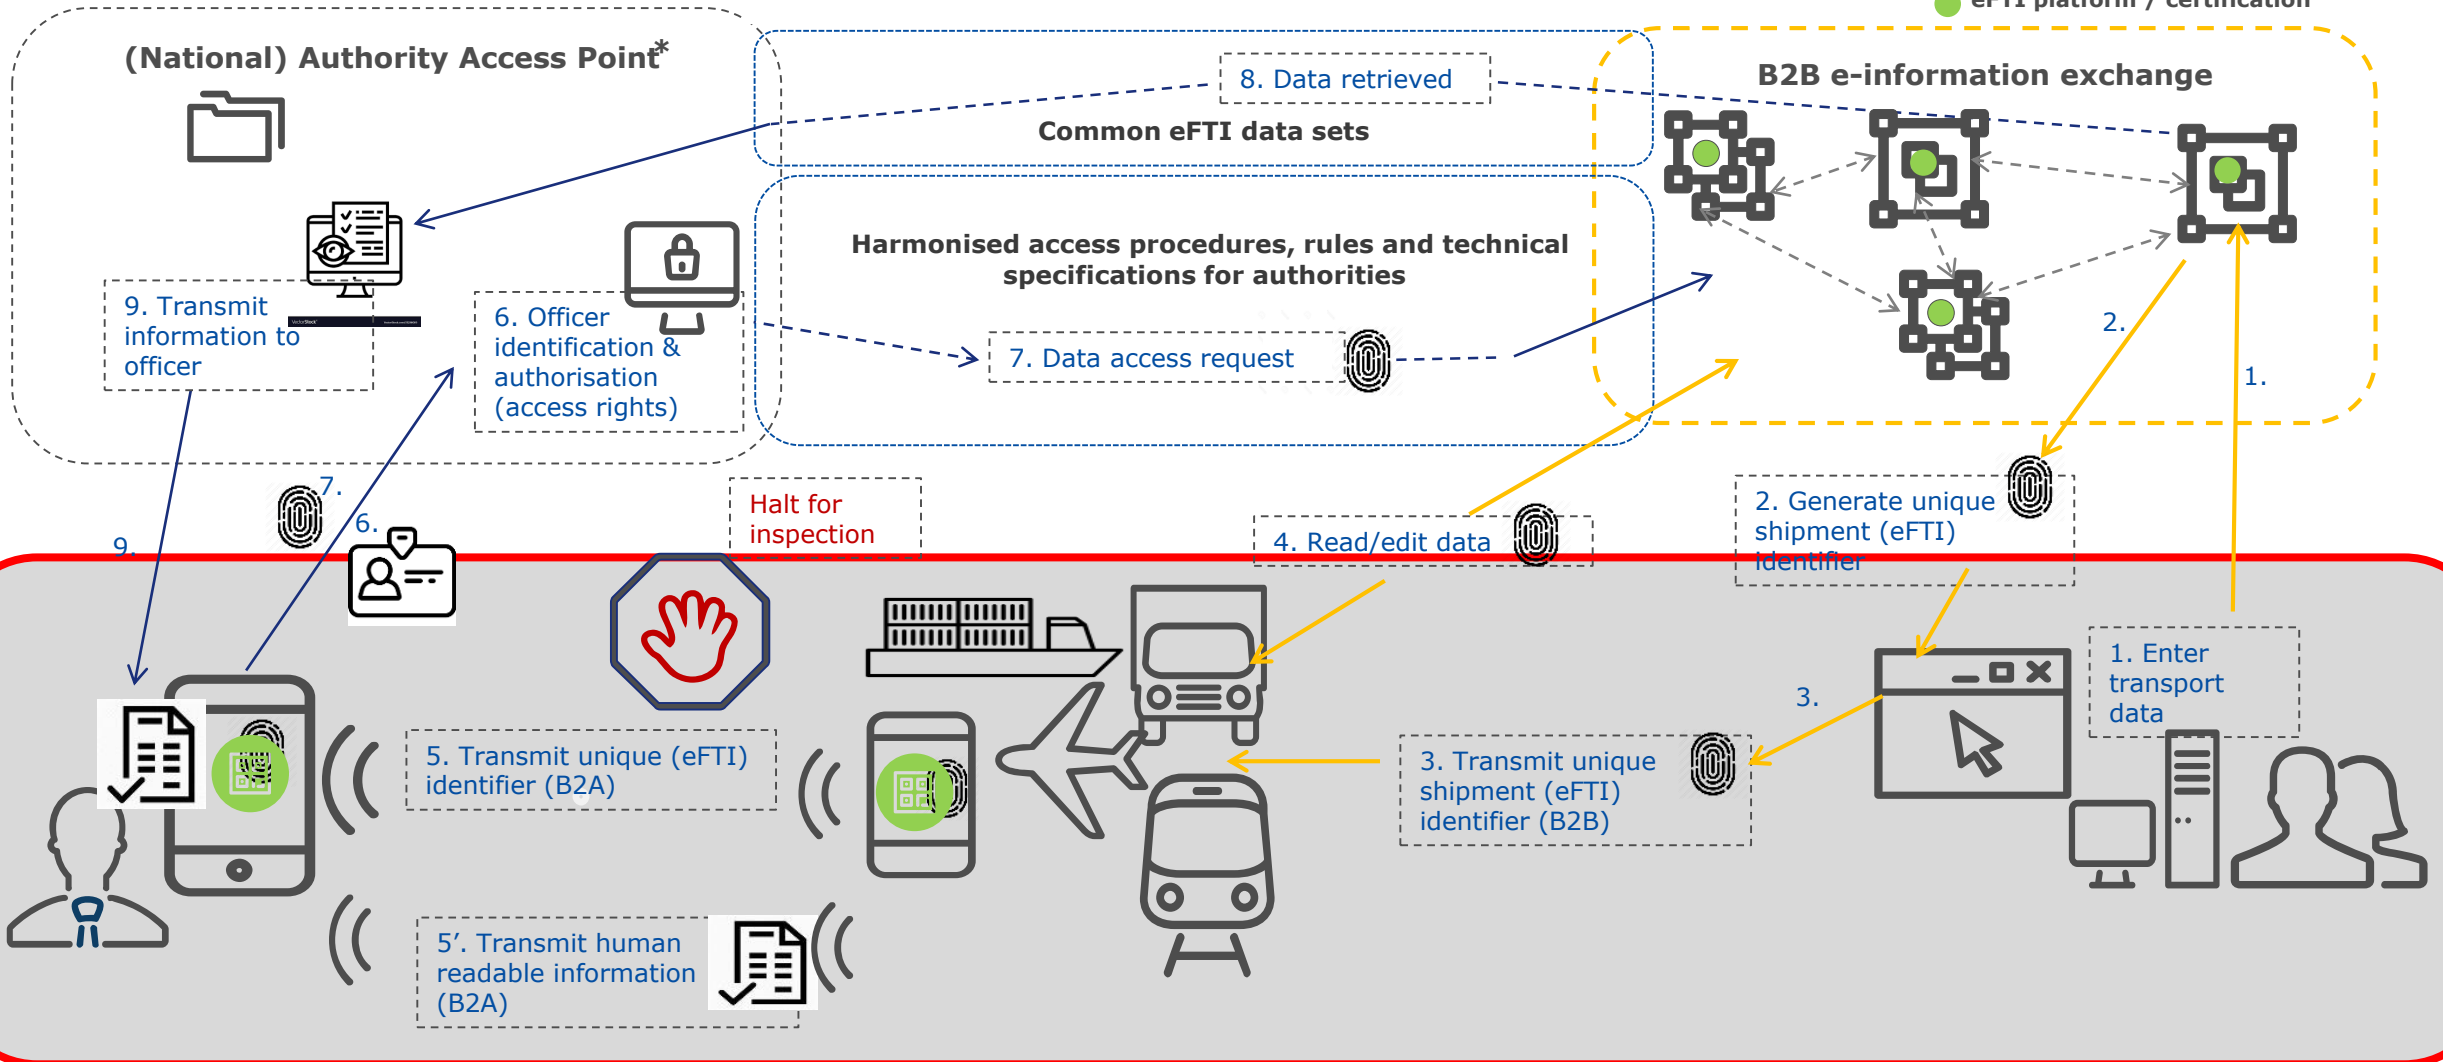 eFTI platform / certification
(National) Authority Access Point*
8. Data retrieved
Common eFTI data sets
B2B e-information exchange
Harmonised access procedures, rules and technical
specifications for authorities
9. Transmit
information to
officer
6. Officer
identification &
authorisation
(access rights)
7. Data access request
2.
1.
7.
6.
9.
Halt for
inspection
4. Read/edit data
2. Generate unique
shipment (eFTI)
identifier
1. Enter
transport
data
3.
5. Transmit unique (eFTI)
identifier (B2A)
3. Transmit unique
shipment (eFTI)
identifier (B2B)
5′. Transmit human
readable information
(B2A)